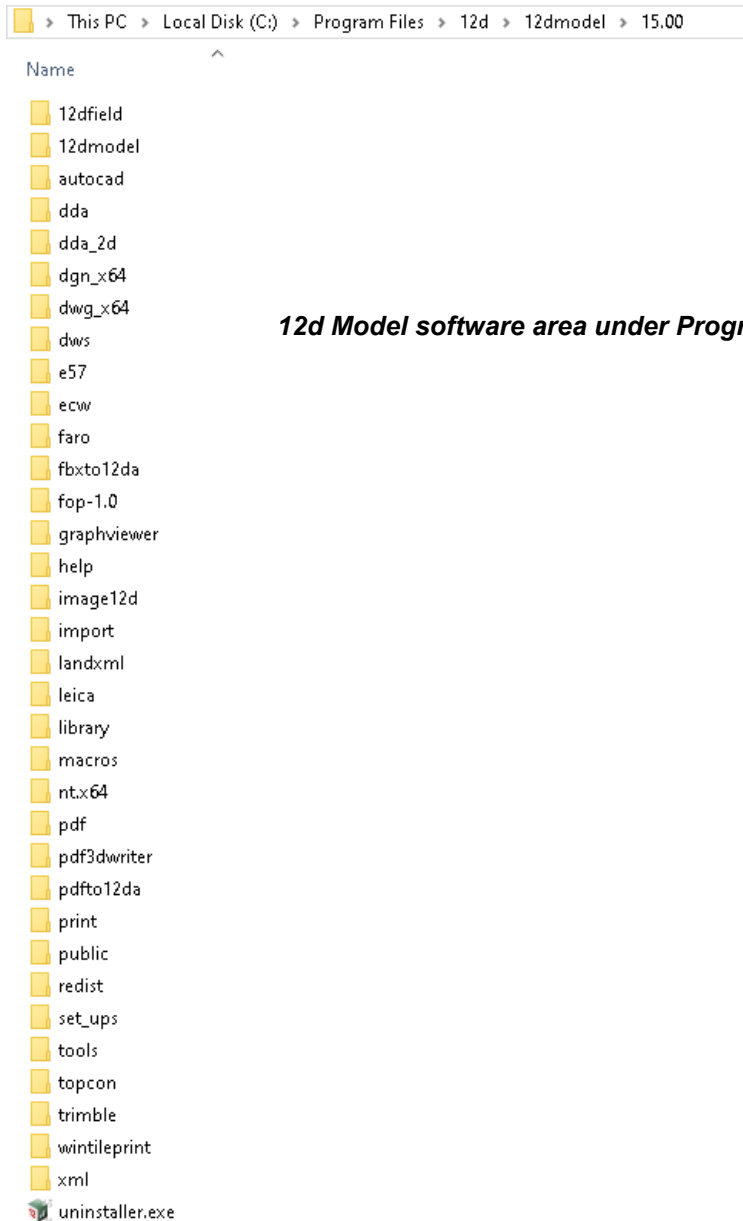 This PC > Local Disk (C:) > Program Files > 12d > 12dmodel > 15.00
Name
12dfield
12dmodel
autocad
dda
dda_2d
dgn_x64
dwg_x64
12d Model software area under Progr
dws
e57
ecw
faro
fbxto12da
fop-1.0
graphviewer
help
image12d
import
landxml
leica
library
macros
nt.x64
pdf
pdf3dwriter
pdfto12da
print
public
redist
set_ups
tools
topcon
trimble
wintileprint
xml
uninstaller.exe